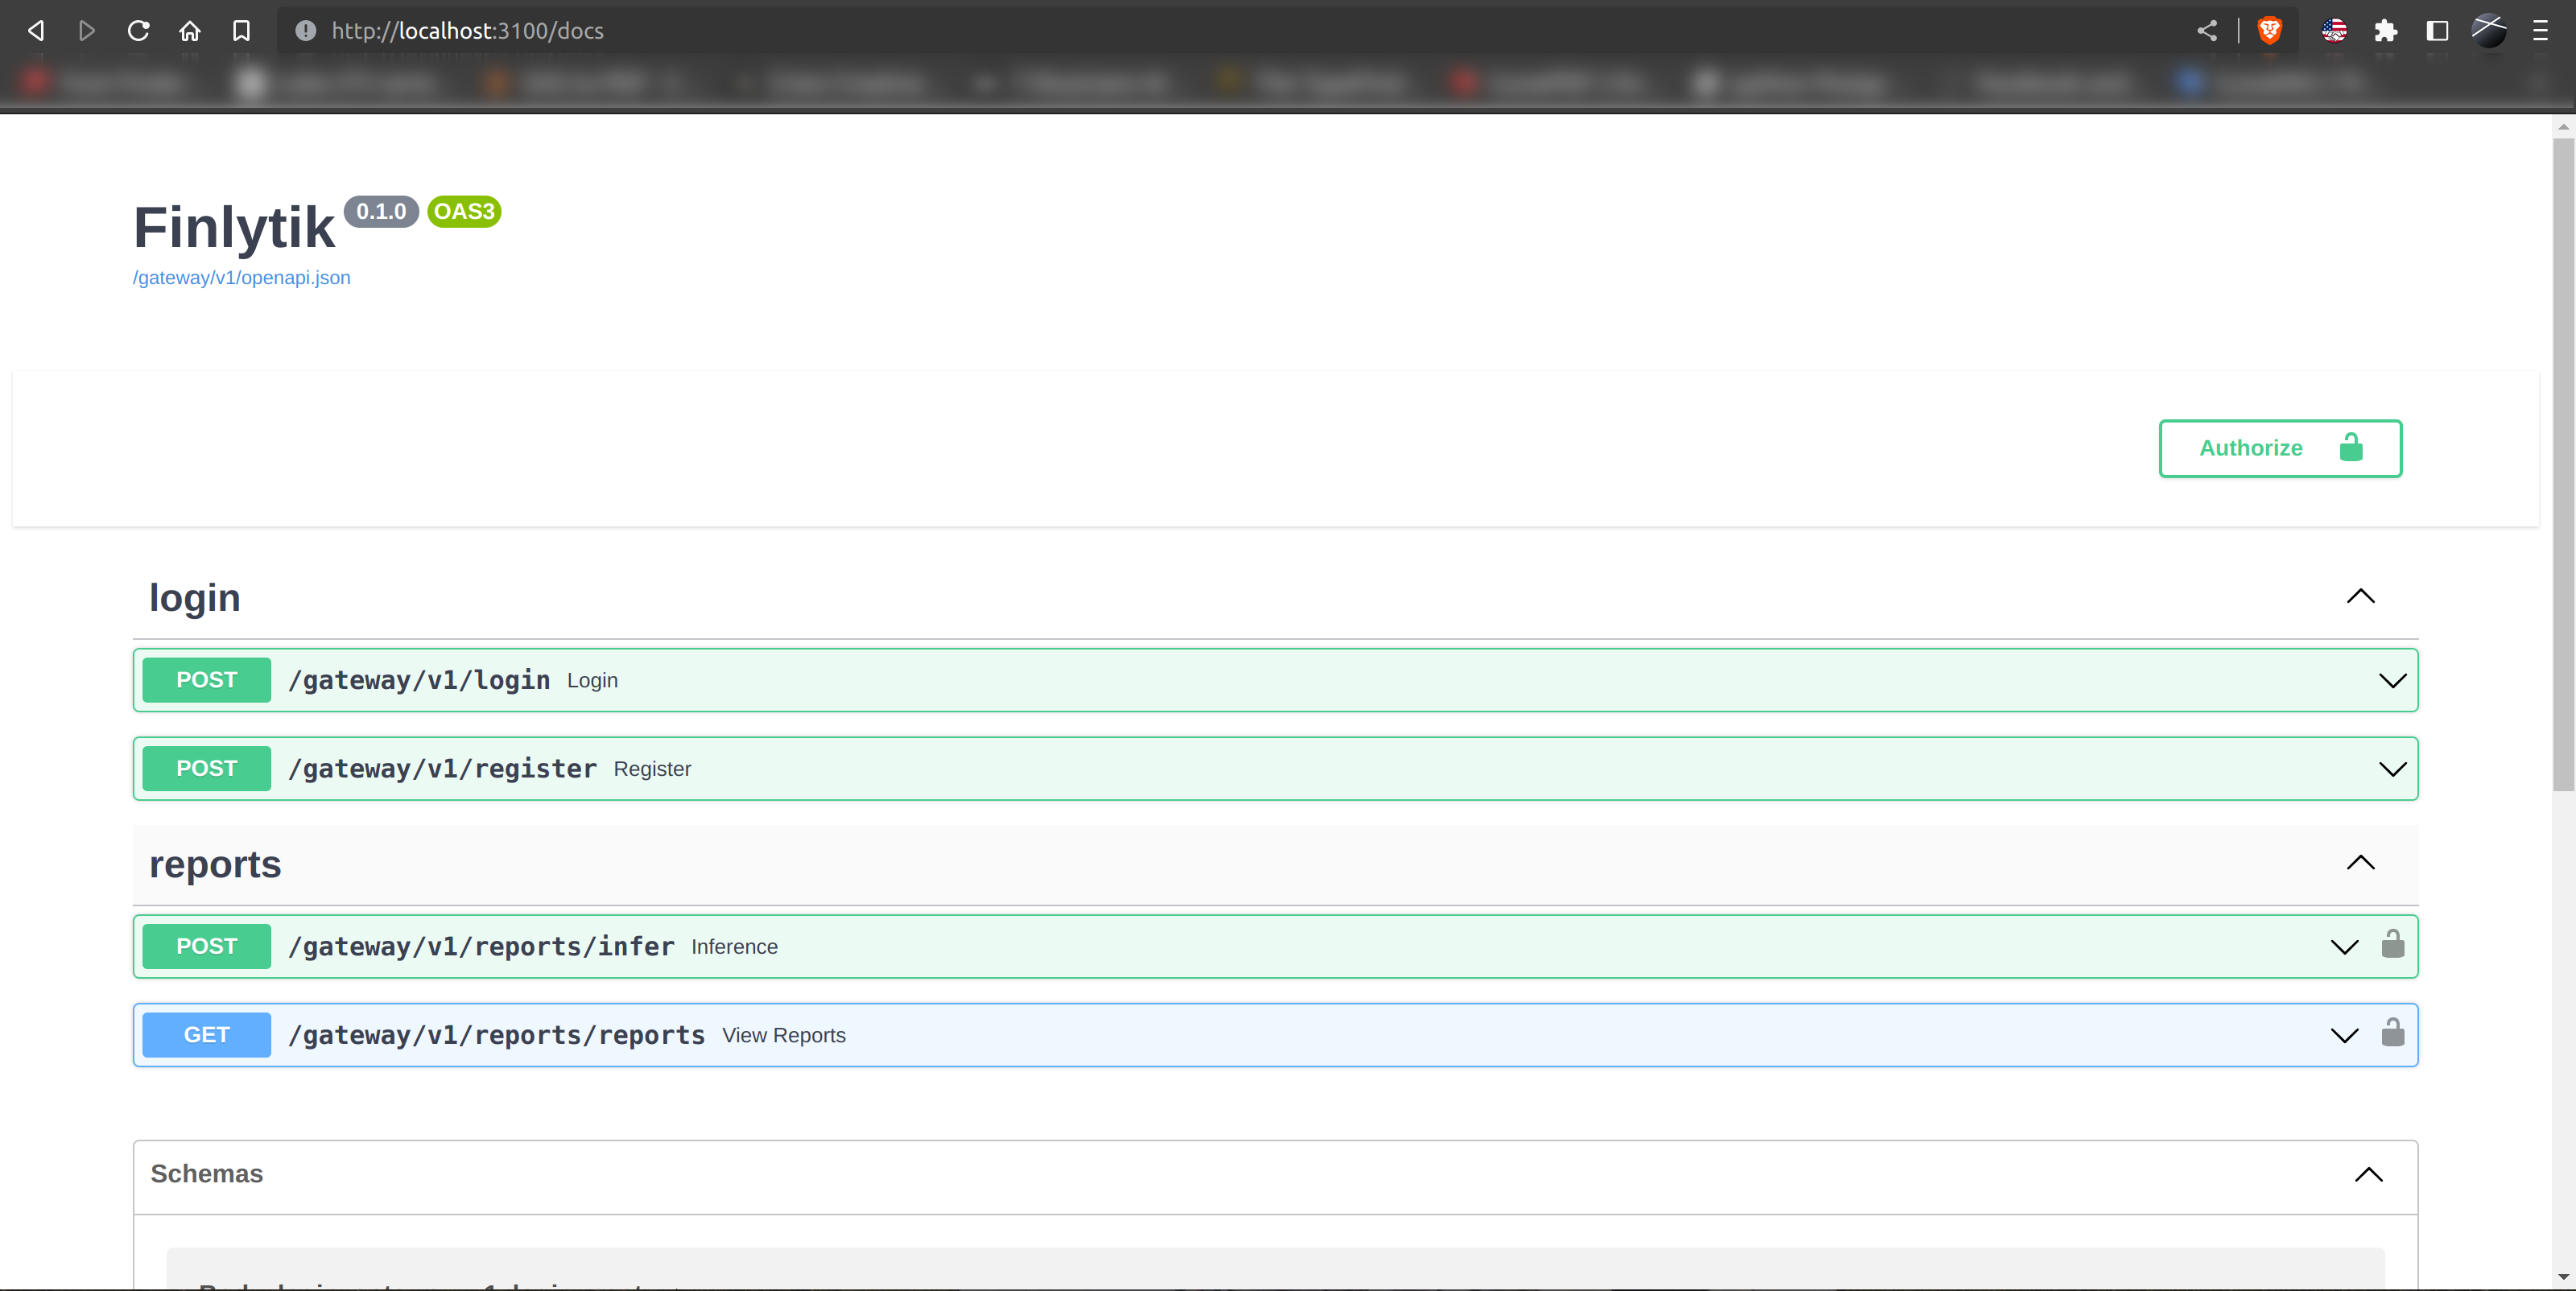 http://localhost:3100/docs
Finlytik 0.1.0 OAS3
/gateway/v1/openapi.json
Authorize
login
POST /gateway/v1/login Login
POST /gateway/v1/register Register
reports
POST /gateway/v1/reports/infer Inference
GET /gateway/v1/reports/reports View Reports
Schemas